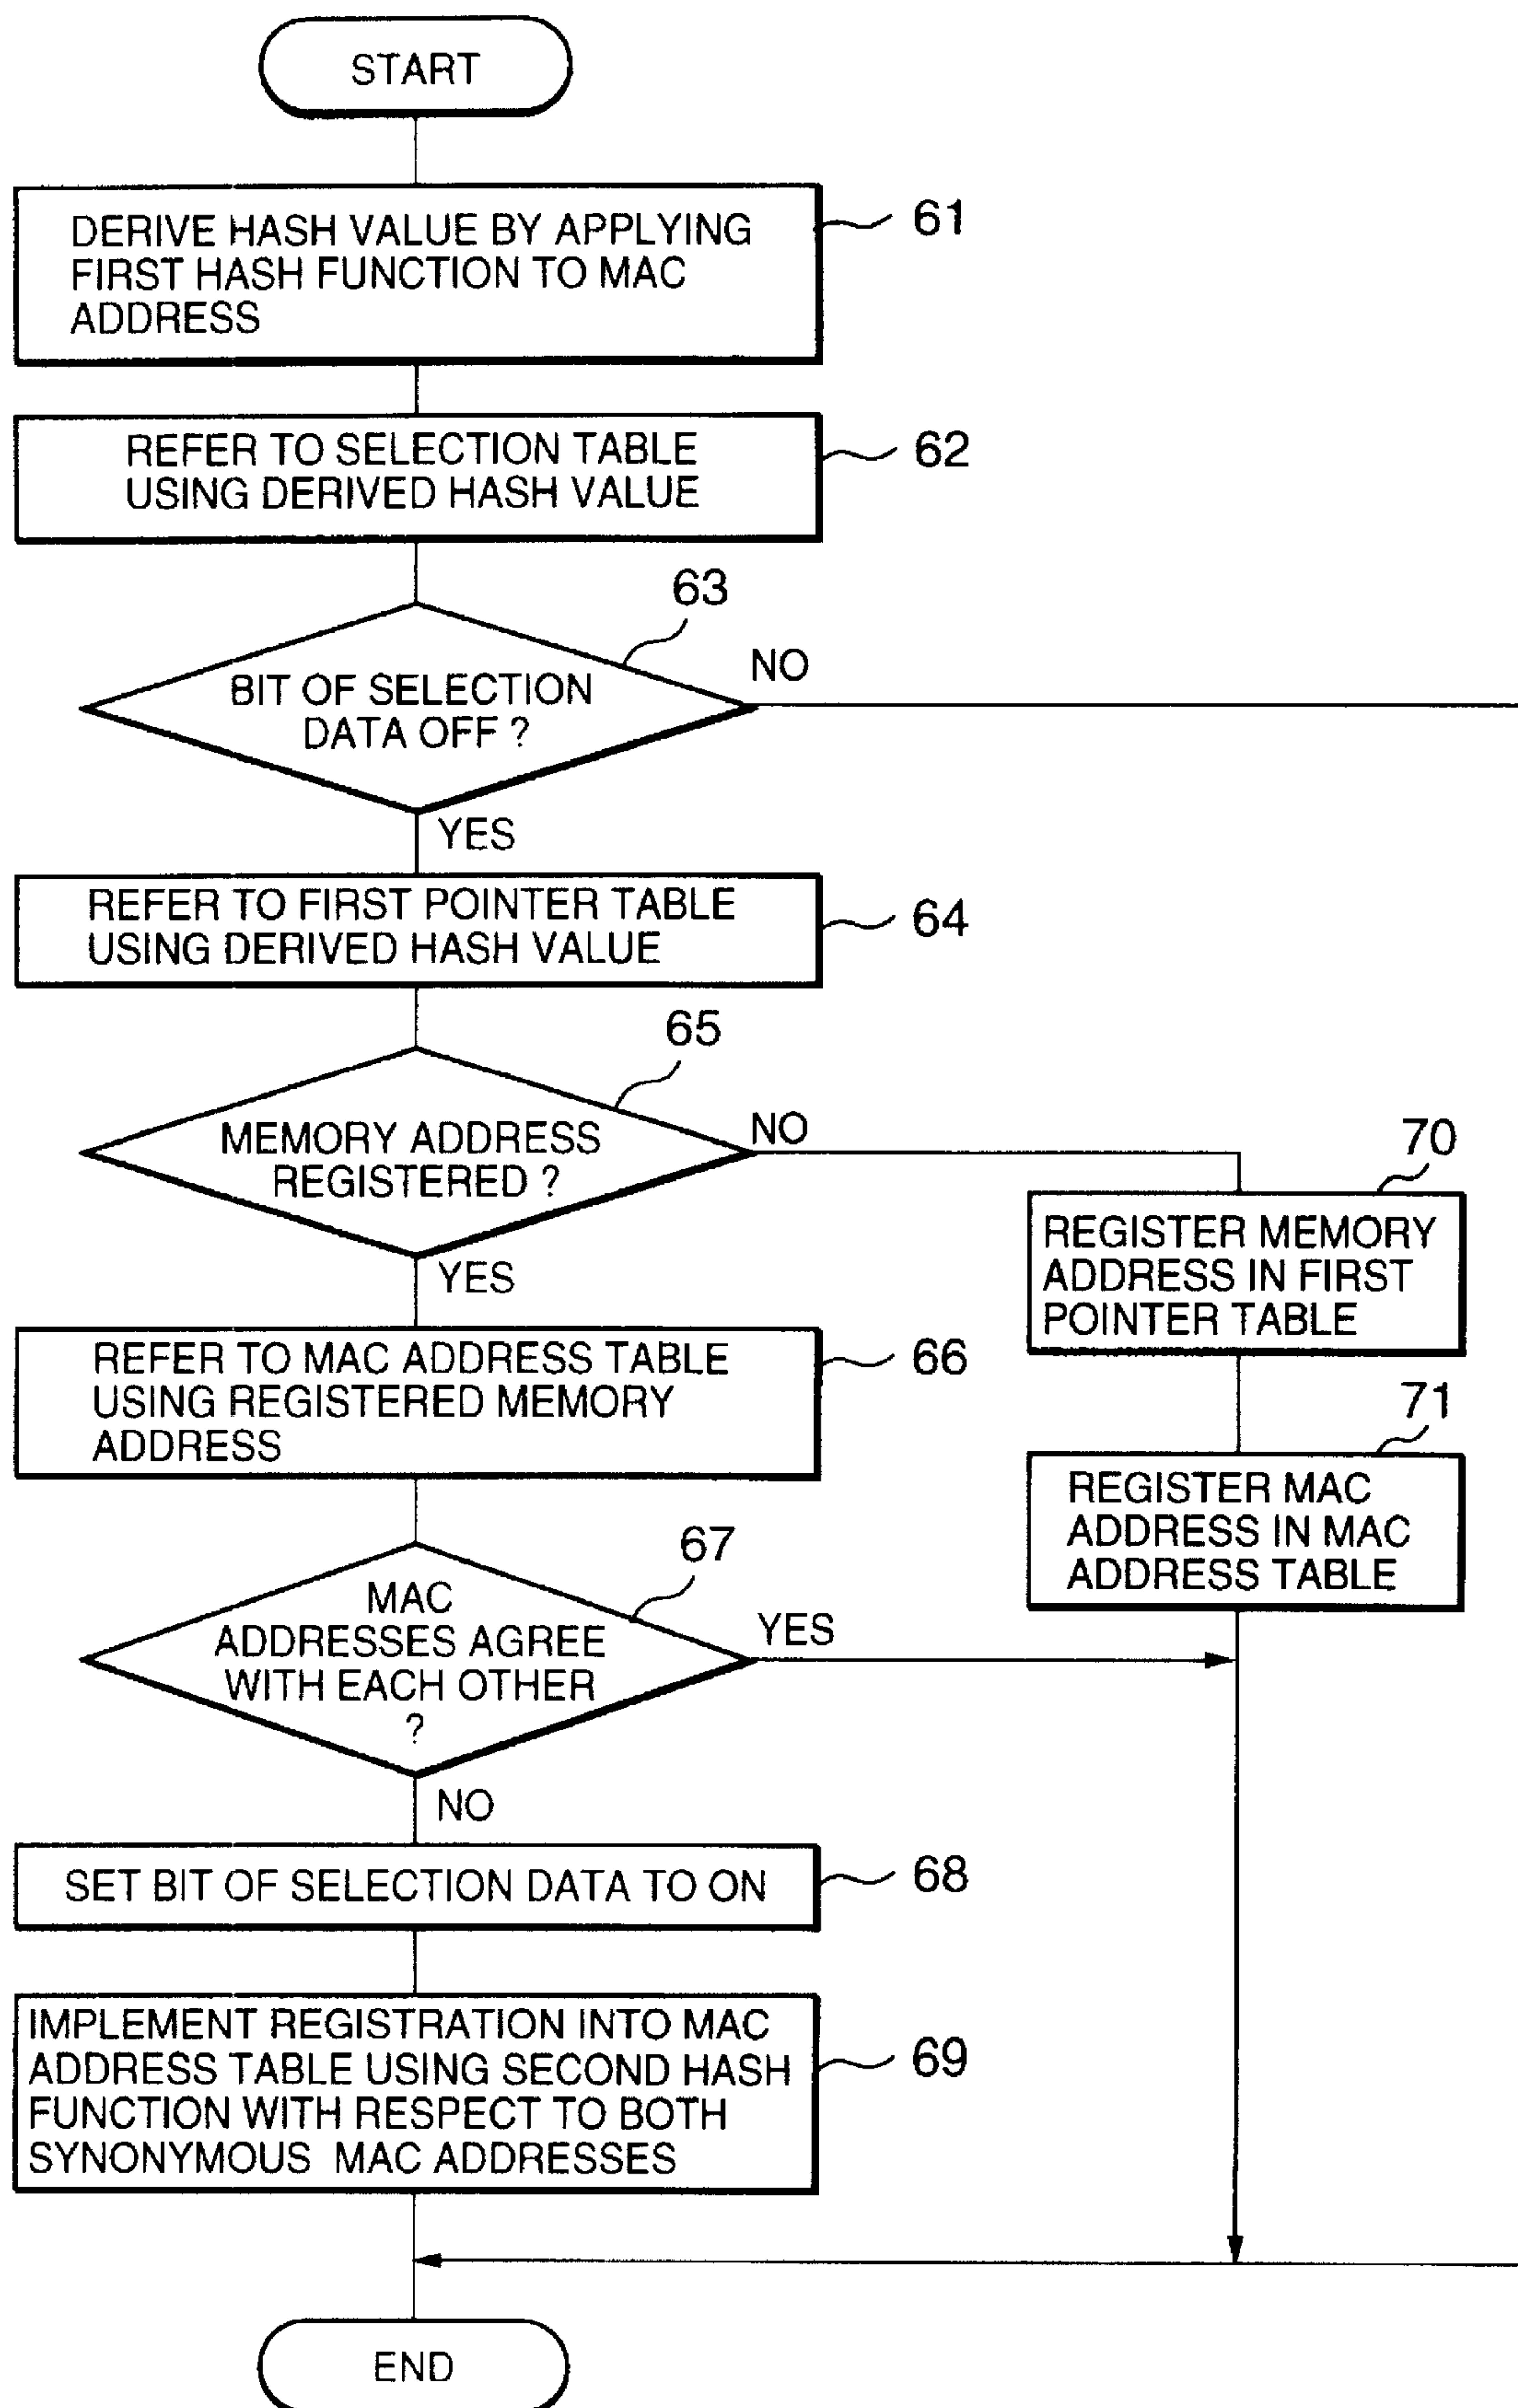 START
DERIVE HASH VALUE BY APPLYING
FIRST HASH FUNCTION TO MAC
ADDRESS
61
REFER TO SELECTION TABLE
USING DERIVED HASH VALUE
62
63
BIT OF SELECTION
DATA OFF ?
NO
YES
REFER TO FIRST POINTER TABLE
USING DERIVED HASH VALUE
64
65
MEMORY ADDRESS
REGISTERED ?
NO
YES
70
REGISTER MEMORY
ADDRESS IN FIRST
POINTER TABLE
REFER TO MAC ADDRESS TABLE
USING REGISTERED MEMORY
ADDRESS
66
71
REGISTER MAC
ADDRESS IN MAC
ADDRESS TABLE
67
MAC
ADDRESSES AGREE
WITH EACH OTHER
?
YES
NO
SET BIT OF SELECTION DATA TO ON
68
IMPLEMENT REGISTRATION INTO MAC
ADDRESS TABLE USING SECOND HASH
FUNCTION WITH RESPECT TO BOTH
SYNONYMOUS MAC ADDRESSES
69
END